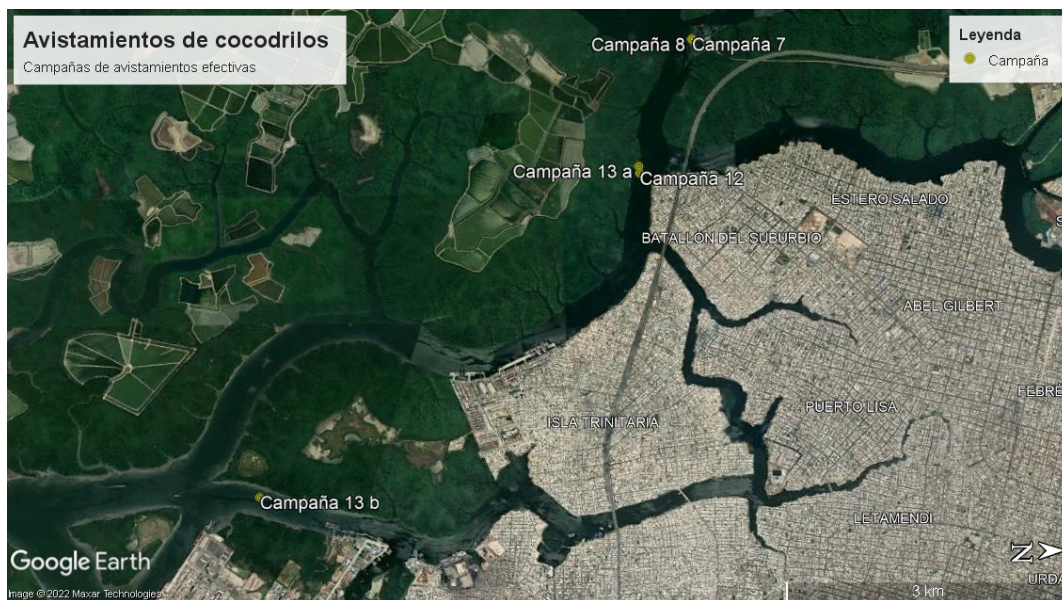 Avistamientos de cocodrilos
Campañas de avistamientos efectivas
Leyenda
Campaña
Campaña 8
Campaña 7
Campaña 13 a
Campaña 12
ESTERO SALADO
BATALLON DEL SUBURBIO
ABEL GILBERT
FEBRE
PUERTO LISA
ISLA TRINITARIA
Campaña 13 b
LETAMENDI
Google Earth
N
URDA
Image © 2022 Maxar Technologies
3 km